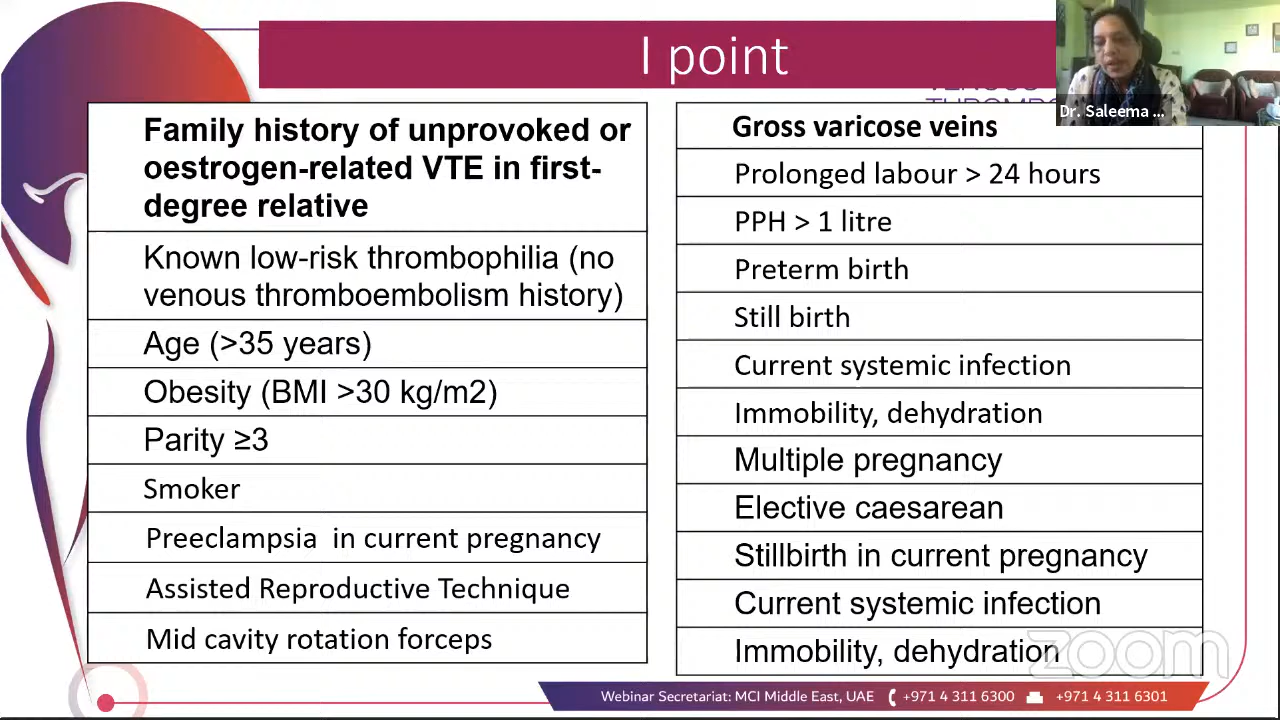 I point
Dr. Saleema ...
Family history of unprovoked or
oestrogen-related VTE in first-
degree relative
Known low-risk thrombophilia (no
venous thromboembolism history)
Age (>35 years)
Obesity (BMI >30 kg/m2)
Parity ≥3
Smoker
Preeclampsia in current pregnancy
Assisted Reproductive Technique
Mid cavity rotation forceps
Gross varicose veins
Prolonged labour > 24 hours
PPH > 1 litre
Preterm birth
Still birth
Current systemic infection
Immobility, dehydration
Multiple pregnancy
Elective caesarean
Stillbirth in current pregnancy
Current systemic infection
Immobility, dehydration
zoom
Webinar Secretariat: MCI Middle East, UAE +971 4 311 6300 +971 4 311 6301